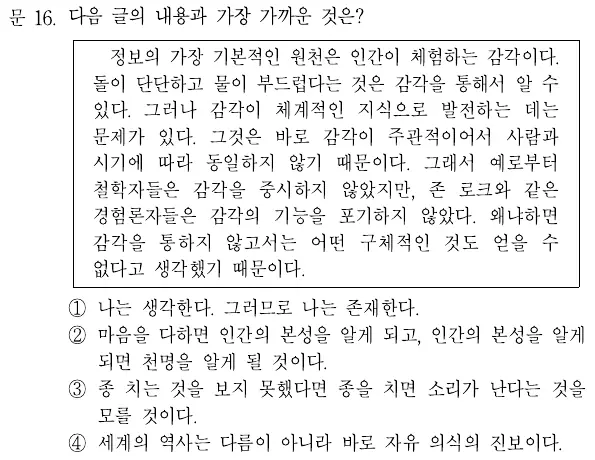 문 16. 다음 글의 내용과 가장 가까운 것은?
정보의 가장 기본적인 원천은 인간이 체험하는 감각이다.
돌이 단단하고 물이 부드럽다는 것은 감각을 통해서 알 수
있다. 그러나 감각이 체계적인 지식으로 발전하는 데는
문제가 있다. 그것은 바로 감각이 주관적이어서 사람과
시기에 따라 동일하지 않기 때문이다. 그래서 예로부터
철학자들은 감각을 중시하지 않았지만, 존 로크와 같은
경험론자들은 감각의 기능을 포기하지 않았다. 왜냐하면
감각을 통하지 않고서는 어떤 구체적인 것도 얻을 수
없다고 생각했기 때문이다.
① 나는 생각한다. 그러므로 나는 존재한다.
② 마음을 다하면 인간의 본성을 알게 되고, 인간의 본성을 알게
되면 천명을 알게 될 것이다.
③ 종 치는 것을 보지 못했다면 종을 치면 소리가 난다는 것을
모를 것이다.
④ 세계의 역사는 다름이 아니라 바로 자유 의식의 진보이다.